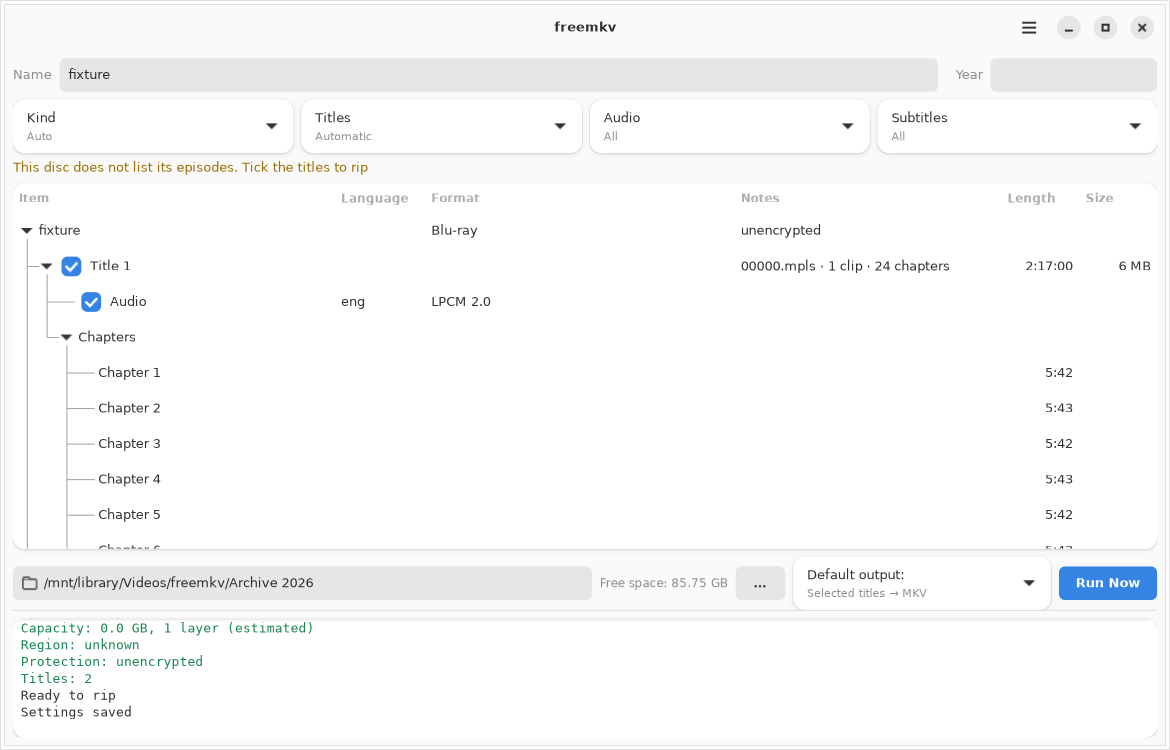 freemkv
Name fixture Year
Kind Titles Audio Subtitles
Auto Automatic All All
This disc does not list its episodes. Tick the titles to rip
Item Language Format Notes Length Size
fixture Blu-ray unencrypted
Title 1 00000.mpls · 1 clip · 24 chapters 2:17:00 6 MB
Audio eng LPCM 2.0
Chapters
Chapter 1 5:42
Chapter 2 5:43
Chapter 3 5:42
Chapter 4 5:43
Chapter 5 5:42
/mnt/library/Videos/freemkv/Archive 2026 Free space: 85.75 GB ... Default output: Run Now
Selected titles → MKV
Capacity: 0.0 GB, 1 layer (estimated)
Region: unknown
Protection: unencrypted
Titles: 2
Ready to rip
Settings saved